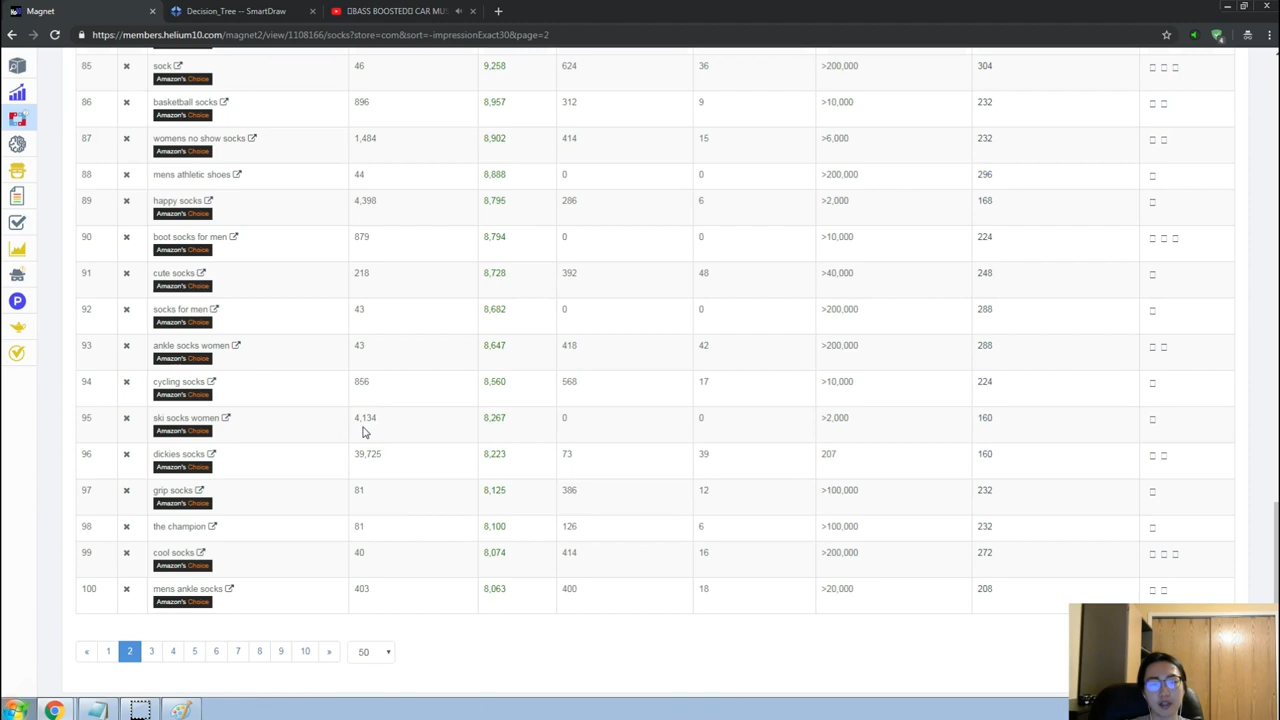 Magnet
Decision_Tree -- SmartDraw
BASS BOOSTED CAR MUS
https://members.helium10.com/magnet2/view/1108166/socks?store=com&sort=-impressionExact30&page=2
85 sock 46 9,258 624 36 >200,000 304
Amazon's Choice
86 basketball socks 895 8,957 312 9 >10,000 232
Amazon's Choice
87 womens no show socks 1,484 8,902 414 15 >6,000 232
Amazon's Choice
88 mens athletic shoes 44 8,888 0 0 >200,000 296
89 happy socks 4,398 8,795 286 6 >2,000 168
Amazon's Choice
90 boot socks for men 879 8,794 0 0 >10,000 224
Amazon's Choice
91 cute socks 218 8,728 392 48 >40,000 248
Amazon's Choice
92 socks for men 43 8,682 0 0 >200,000 288
Amazon's Choice
93 ankle socks women 43 8,647 418 42 >200,000 288
Amazon's Choice
94 cycling socks 856 8,560 568 17 >10,000 224
Amazon's Choice
95 ski socks women 4,134 8,267 0 0 >2,000 160
Amazon's Choice
96 dickies socks 39,725 8,223 73 39 207 160
Amazon's Choice
97 grip socks 81 8,125 386 12 >100,000 232
Amazon's Choice
98 the champion 81 8,100 126 6 >100,000 232
99 cool socks 40 8,074 414 16 >200,000 272
Amazon's Choice
100 mens ankle socks 403 8,063 400 18 >20,000 280
Amazon's Choice
« 1 2 3 4 5 6 7 8 9 10 » 50